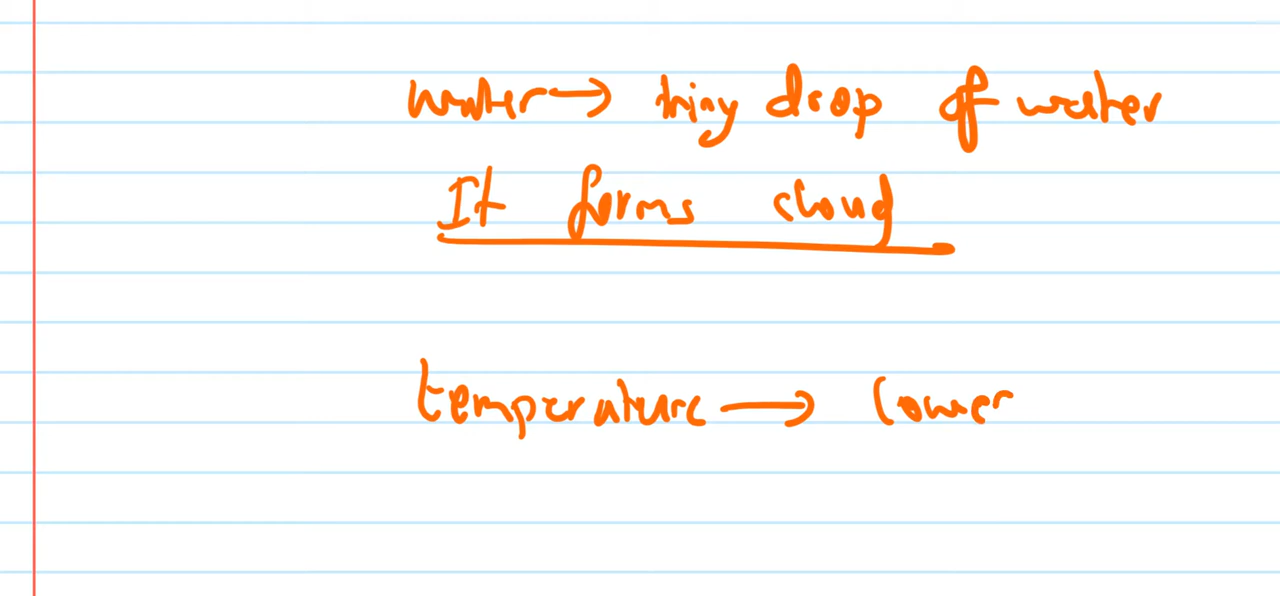 water → tiny drop of water
It forms cloud
temperature → lower